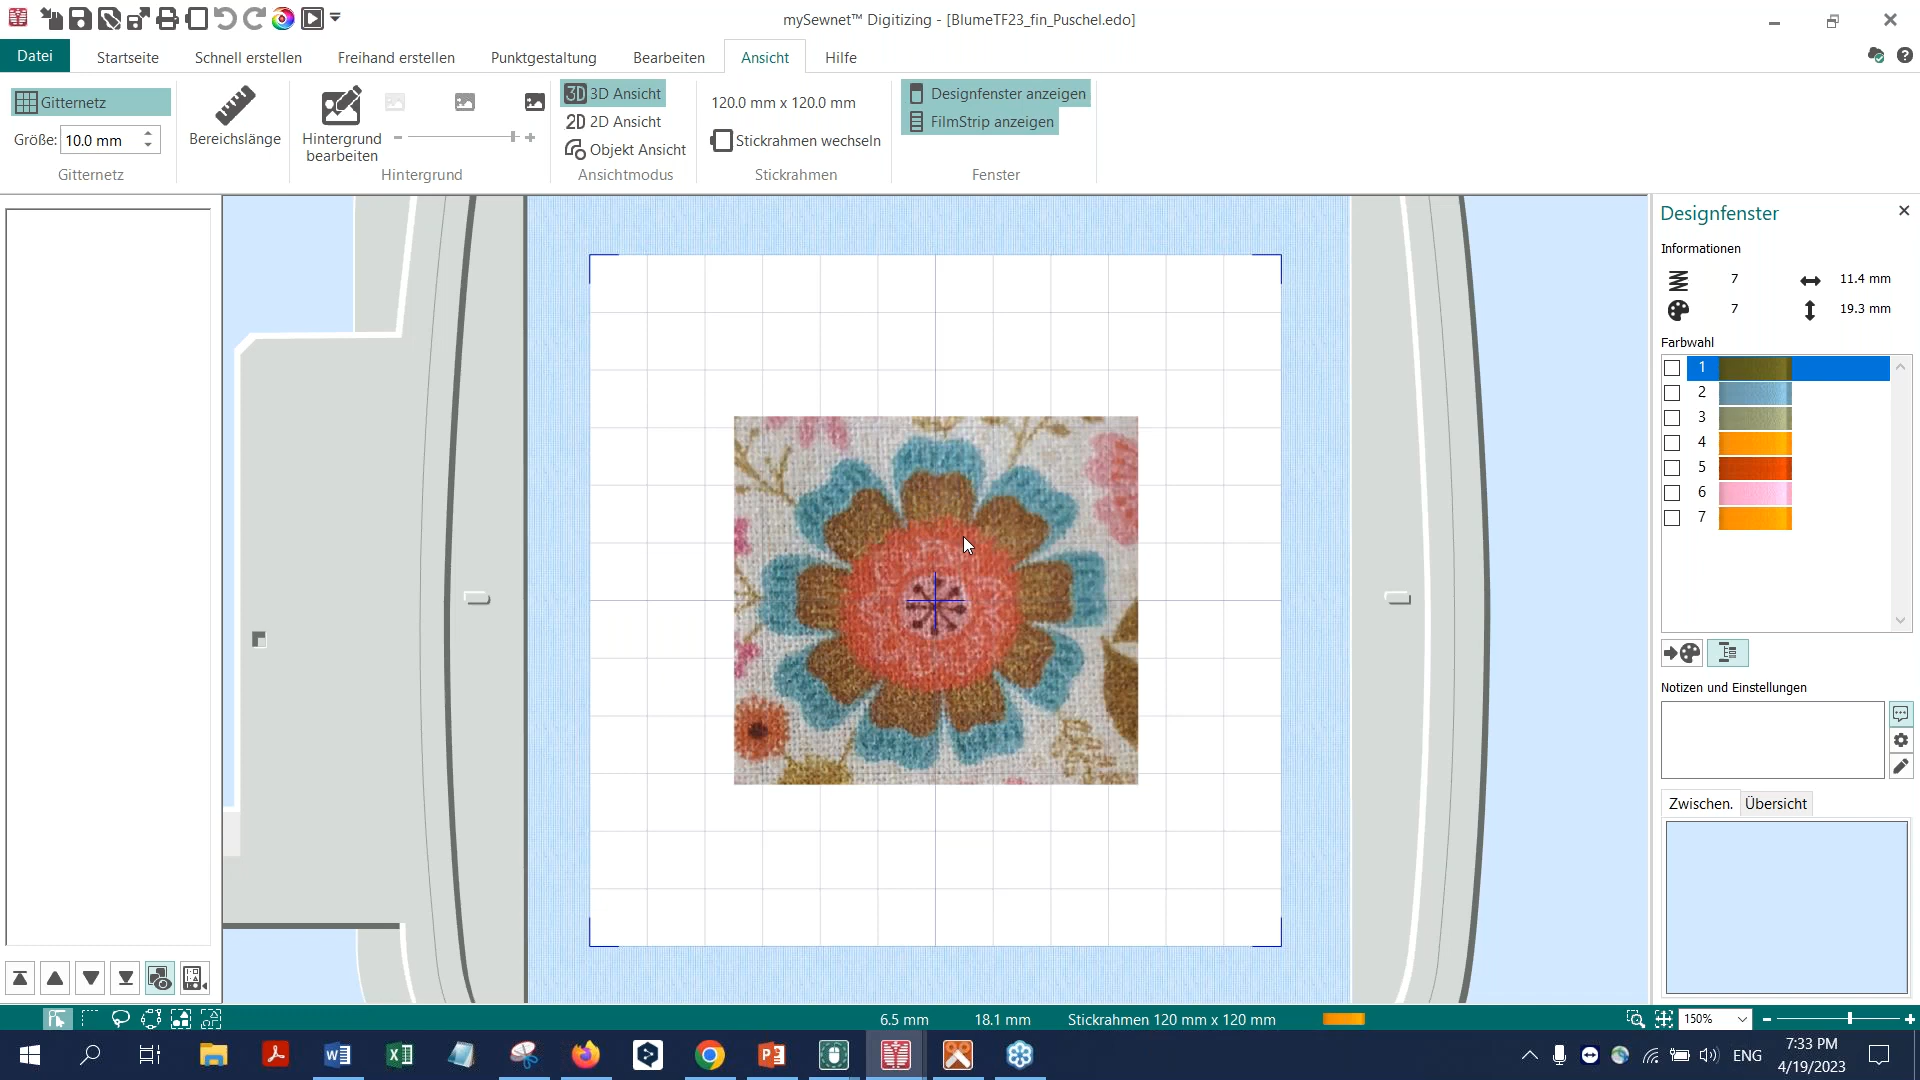 mySewnet™ Digitizing - [BlumeTF23_fin_Puschel.edo]
Datei Startseite Schnell erstellen Freihand erstellen Punktgestaltung Bearbeiten Ansicht Hilfe
Gitternetz
Größe: 10.0 mm
Gitternetz
Bereichslänge
Hintergrund
bearbeiten
Hintergrund
3D 3D Ansicht
2D 2D Ansicht
Objekt Ansicht
Ansichtmodus
120.0 mm x 120.0 mm
Stickrahmen wechseln
Stickrahmen
Designfenster anzeigen
FilmStrip anzeigen
Fenster
Designfenster
Informationen
7 11.4 mm
7 19.3 mm
Farbwahl
1
2
3
4
5
6
7
Notizen und Einstellungen
Zwischen. Übersicht
6.5 mm 18.1 mm Stickrahmen 120 mm x 120 mm 150%
ENG
7:33 PM
4/19/2023